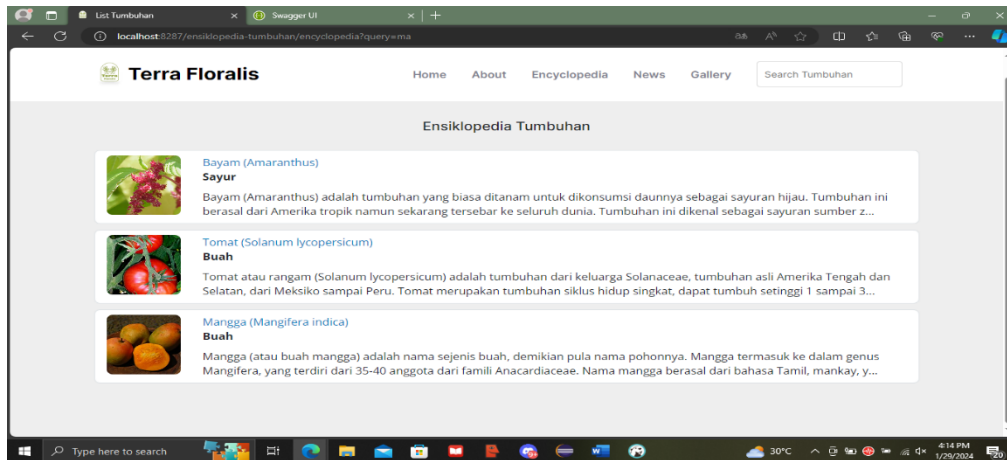 List Tumbuhan
Swagger UI
localhost:8287/ensiklopedia-tumbuhan/encyclopedia?query=ma
Terra Floralis
Home About Encyclopedia News Gallery Search Tumbuhan
Ensiklopedia Tumbuhan
Bayam (Amaranthus)
Sayur
Bayam (Amaranthus) adalah tumbuhan yang biasa ditanam untuk dikonsumsi daunnya sebagai sayuran hijau. Tumbuhan ini
berasal dari Amerika tropik namun sekarang tersebar ke seluruh dunia. Tumbuhan ini dikenal sebagai sayuran sumber z...
Tomat (Solanum lycopersicum)
Buah
Tomat atau rangam (Solanum lycopersicum) adalah tumbuhan dari keluarga Solanaceae, tumbuhan asli Amerika Tengah dan
Selatan, dari Meksiko sampai Peru. Tomat merupakan tumbuhan siklus hidup singkat, dapat tumbuh setinggi 1 sampai 3...
Mangga (Mangifera indica)
Buah
Mangga (atau buah mangga) adalah nama sejenis buah, demikian pula nama pohonnya. Mangga termasuk ke dalam genus
Mangifera, yang terdiri dari 35-40 anggota dari famili Anacardiaceae. Nama mangga berasal dari bahasa Tamil, mankay, y...
Type here to search
30°C
4:14 PM
1/29/2024